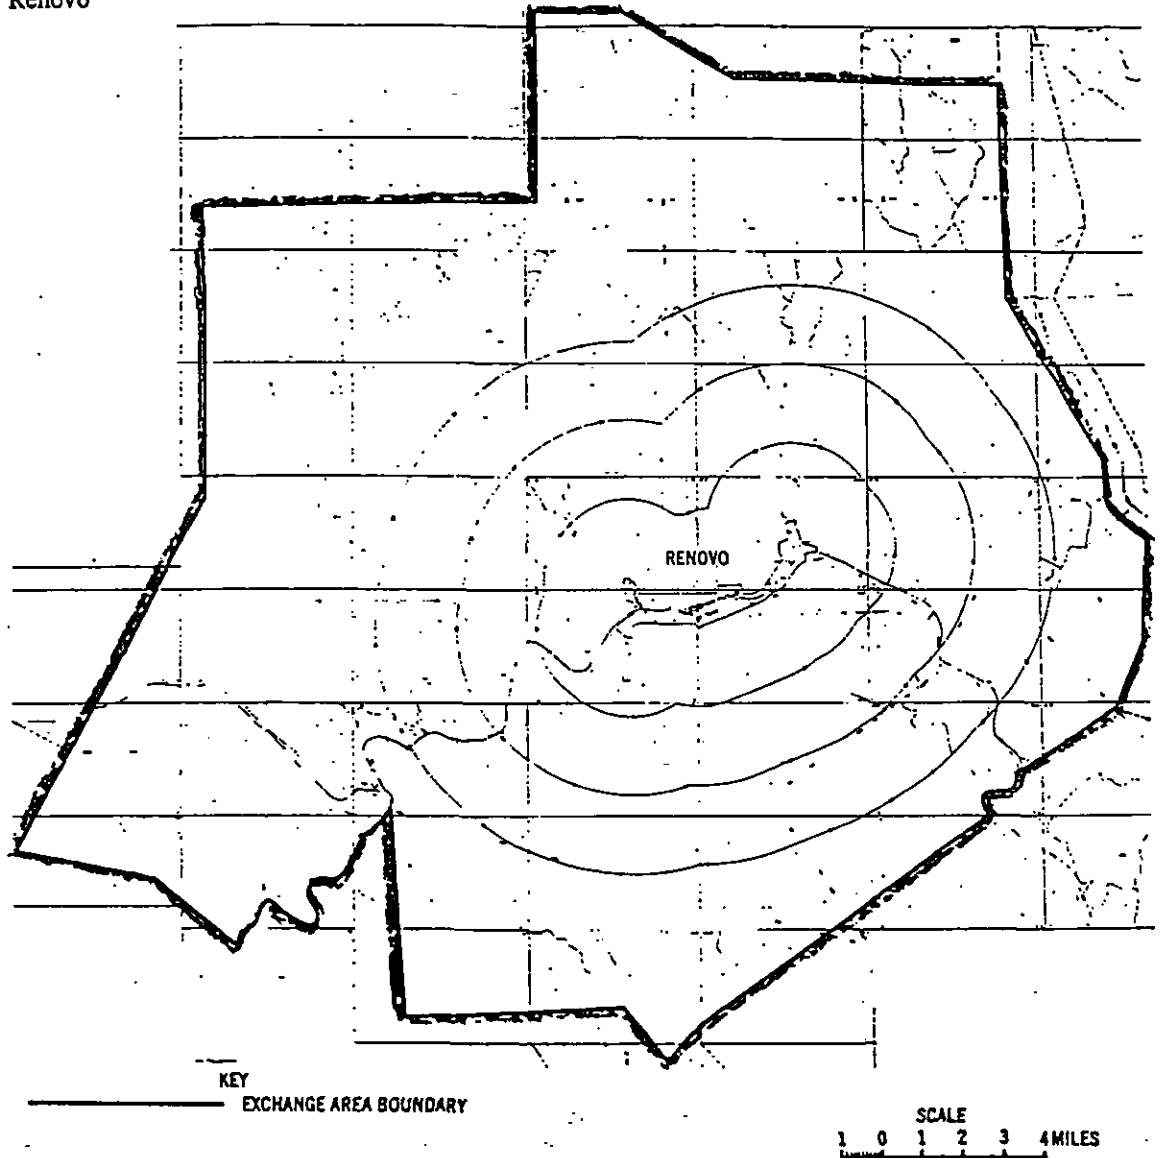 Renovo
RENOVO
KEY
EXCHANGE AREA BOUNDARY
SCALE
1 0 1 2 3 4 MILES